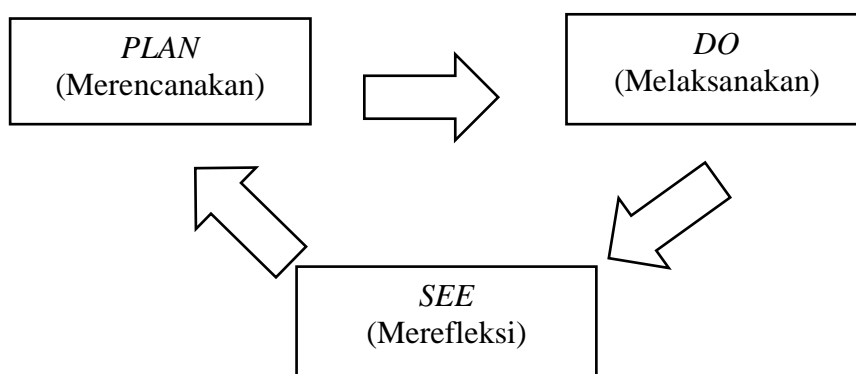 PLAN
(Merencanakan)
DO
(Melaksanakan)
SEE
(Merefleksi)